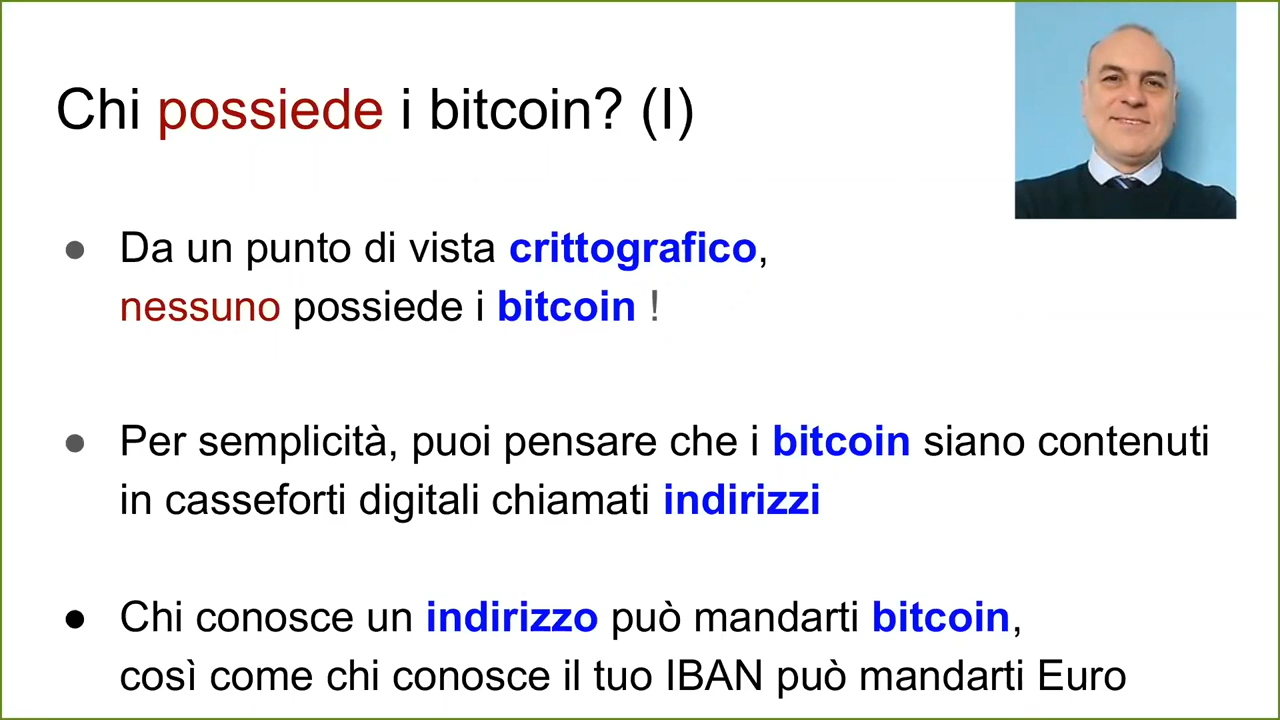 Chi possiede i bitcoin? (I)
● Da un punto di vista crittografico,
nessuno possiede i bitcoin !
● Per semplicità, puoi pensare che i bitcoin siano contenuti
in casseforti digitali chiamati indirizzi
● Chi conosce un indirizzo può mandarti bitcoin,
così come chi conosce il tuo IBAN può mandarti Euro